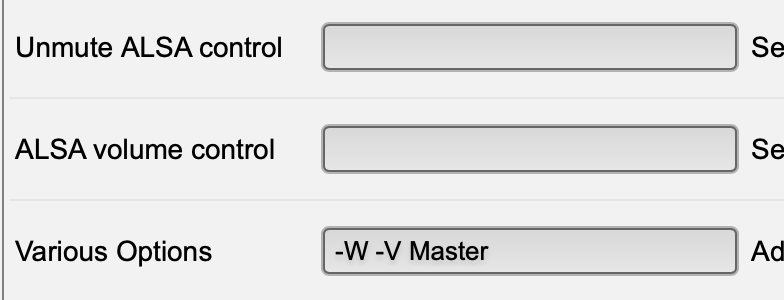 Unmute ALSA control Se
ALSA volume control Se
Various Options -W -V Master Ad